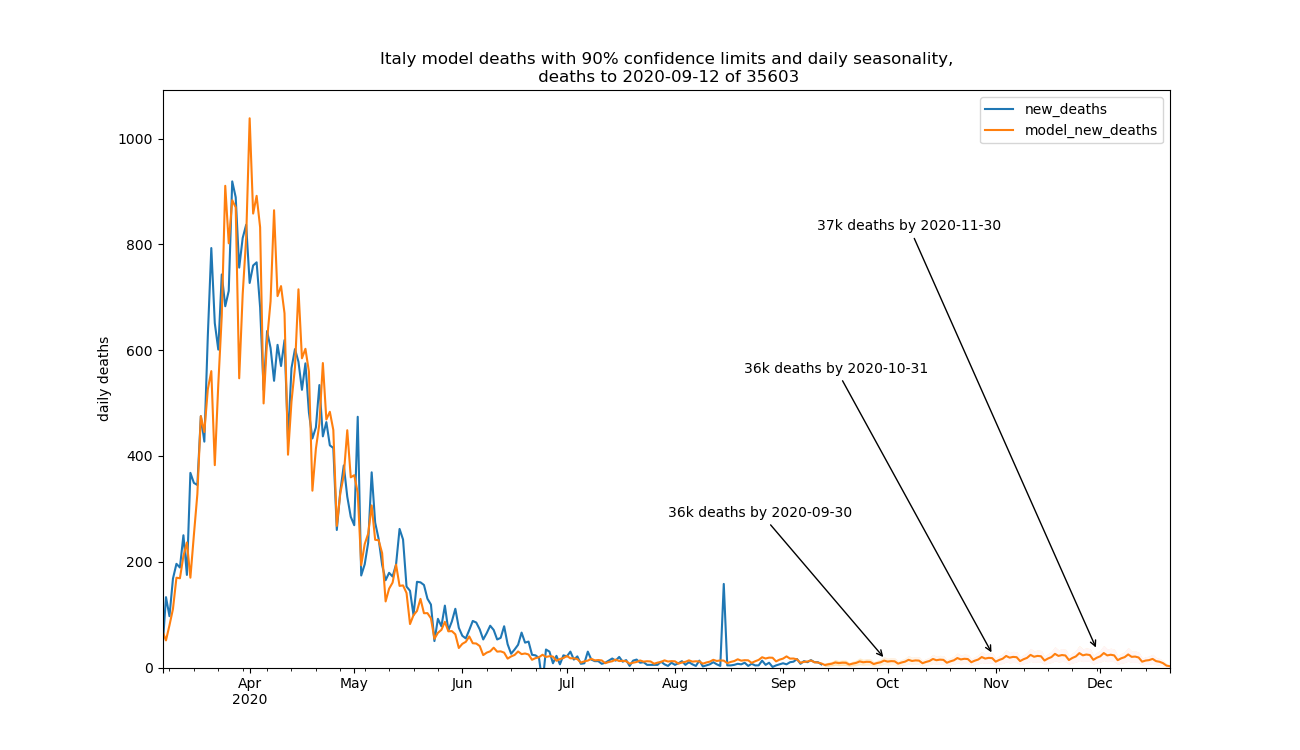 Italy model deaths with 90% confidence limits and daily seasonality,
deaths to 2020-09-12 of 35603
new_deaths
model_new_deaths
1000
800
600
400
200
0
daily deaths
37k deaths by 2020-11-30
36k deaths by 2020-10-31
36k deaths by 2020-09-30
Apr May Jun Jul Aug Sep Oct Nov Dec
2020